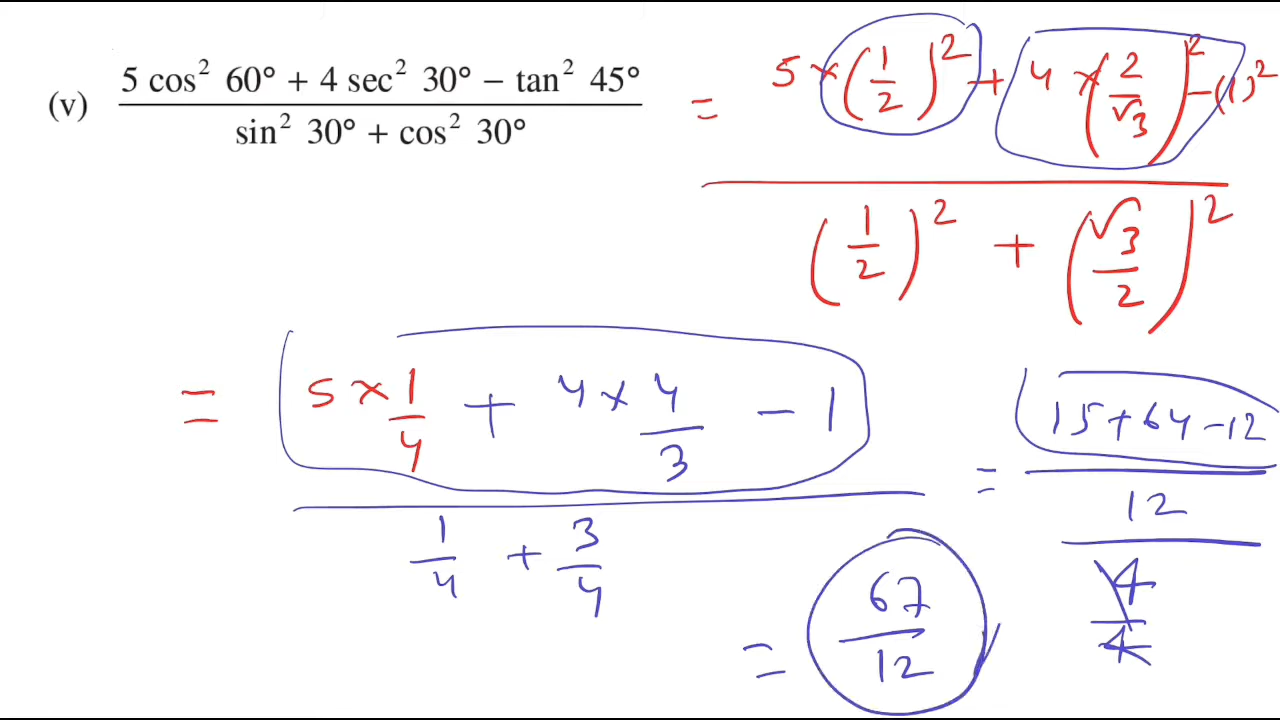 (v) (5 cos² 60° + 4 sec² 30° − tan² 45°)/(sin² 30° + cos² 30°) = (5 × (1/2)² + 4 × (2/√3)² − (1)²)/((1/2)² + (√3/2)²)
= (5 × 1/4 + 4 × 4/3 − 1)/(1/4 + 3/4) = ((15 + 64 − 12)/12)/(4/4)
= 67/12